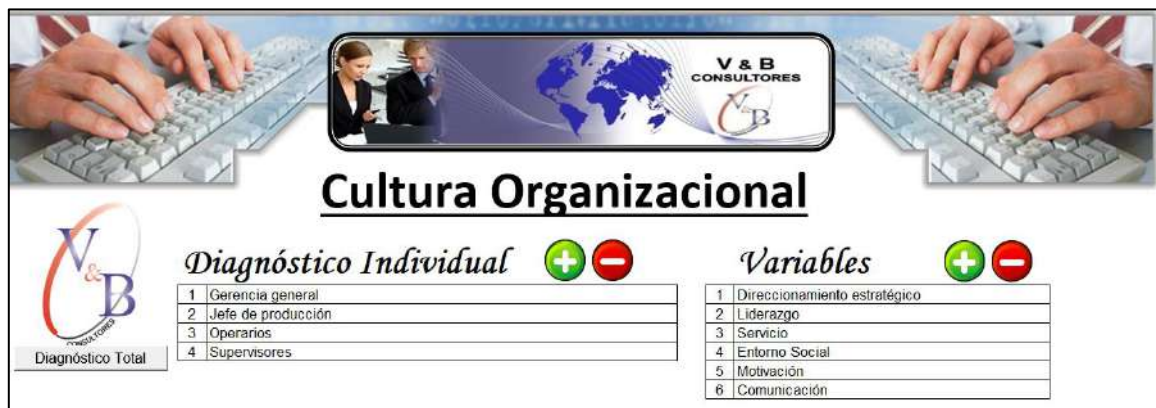 V & B
CONSULTORES
V&B
Cultura Organizacional
V&B
CONSULTORES
Diagnóstico Total
Diagnóstico Individual
1 Gerencia general
2 Jefe de producción
3 Operarios
4 Supervisores
Variables
1 Direccionamiento estratégico
2 Liderazgo
3 Servicio
4 Entorno Social
5 Motivación
6 Comunicación